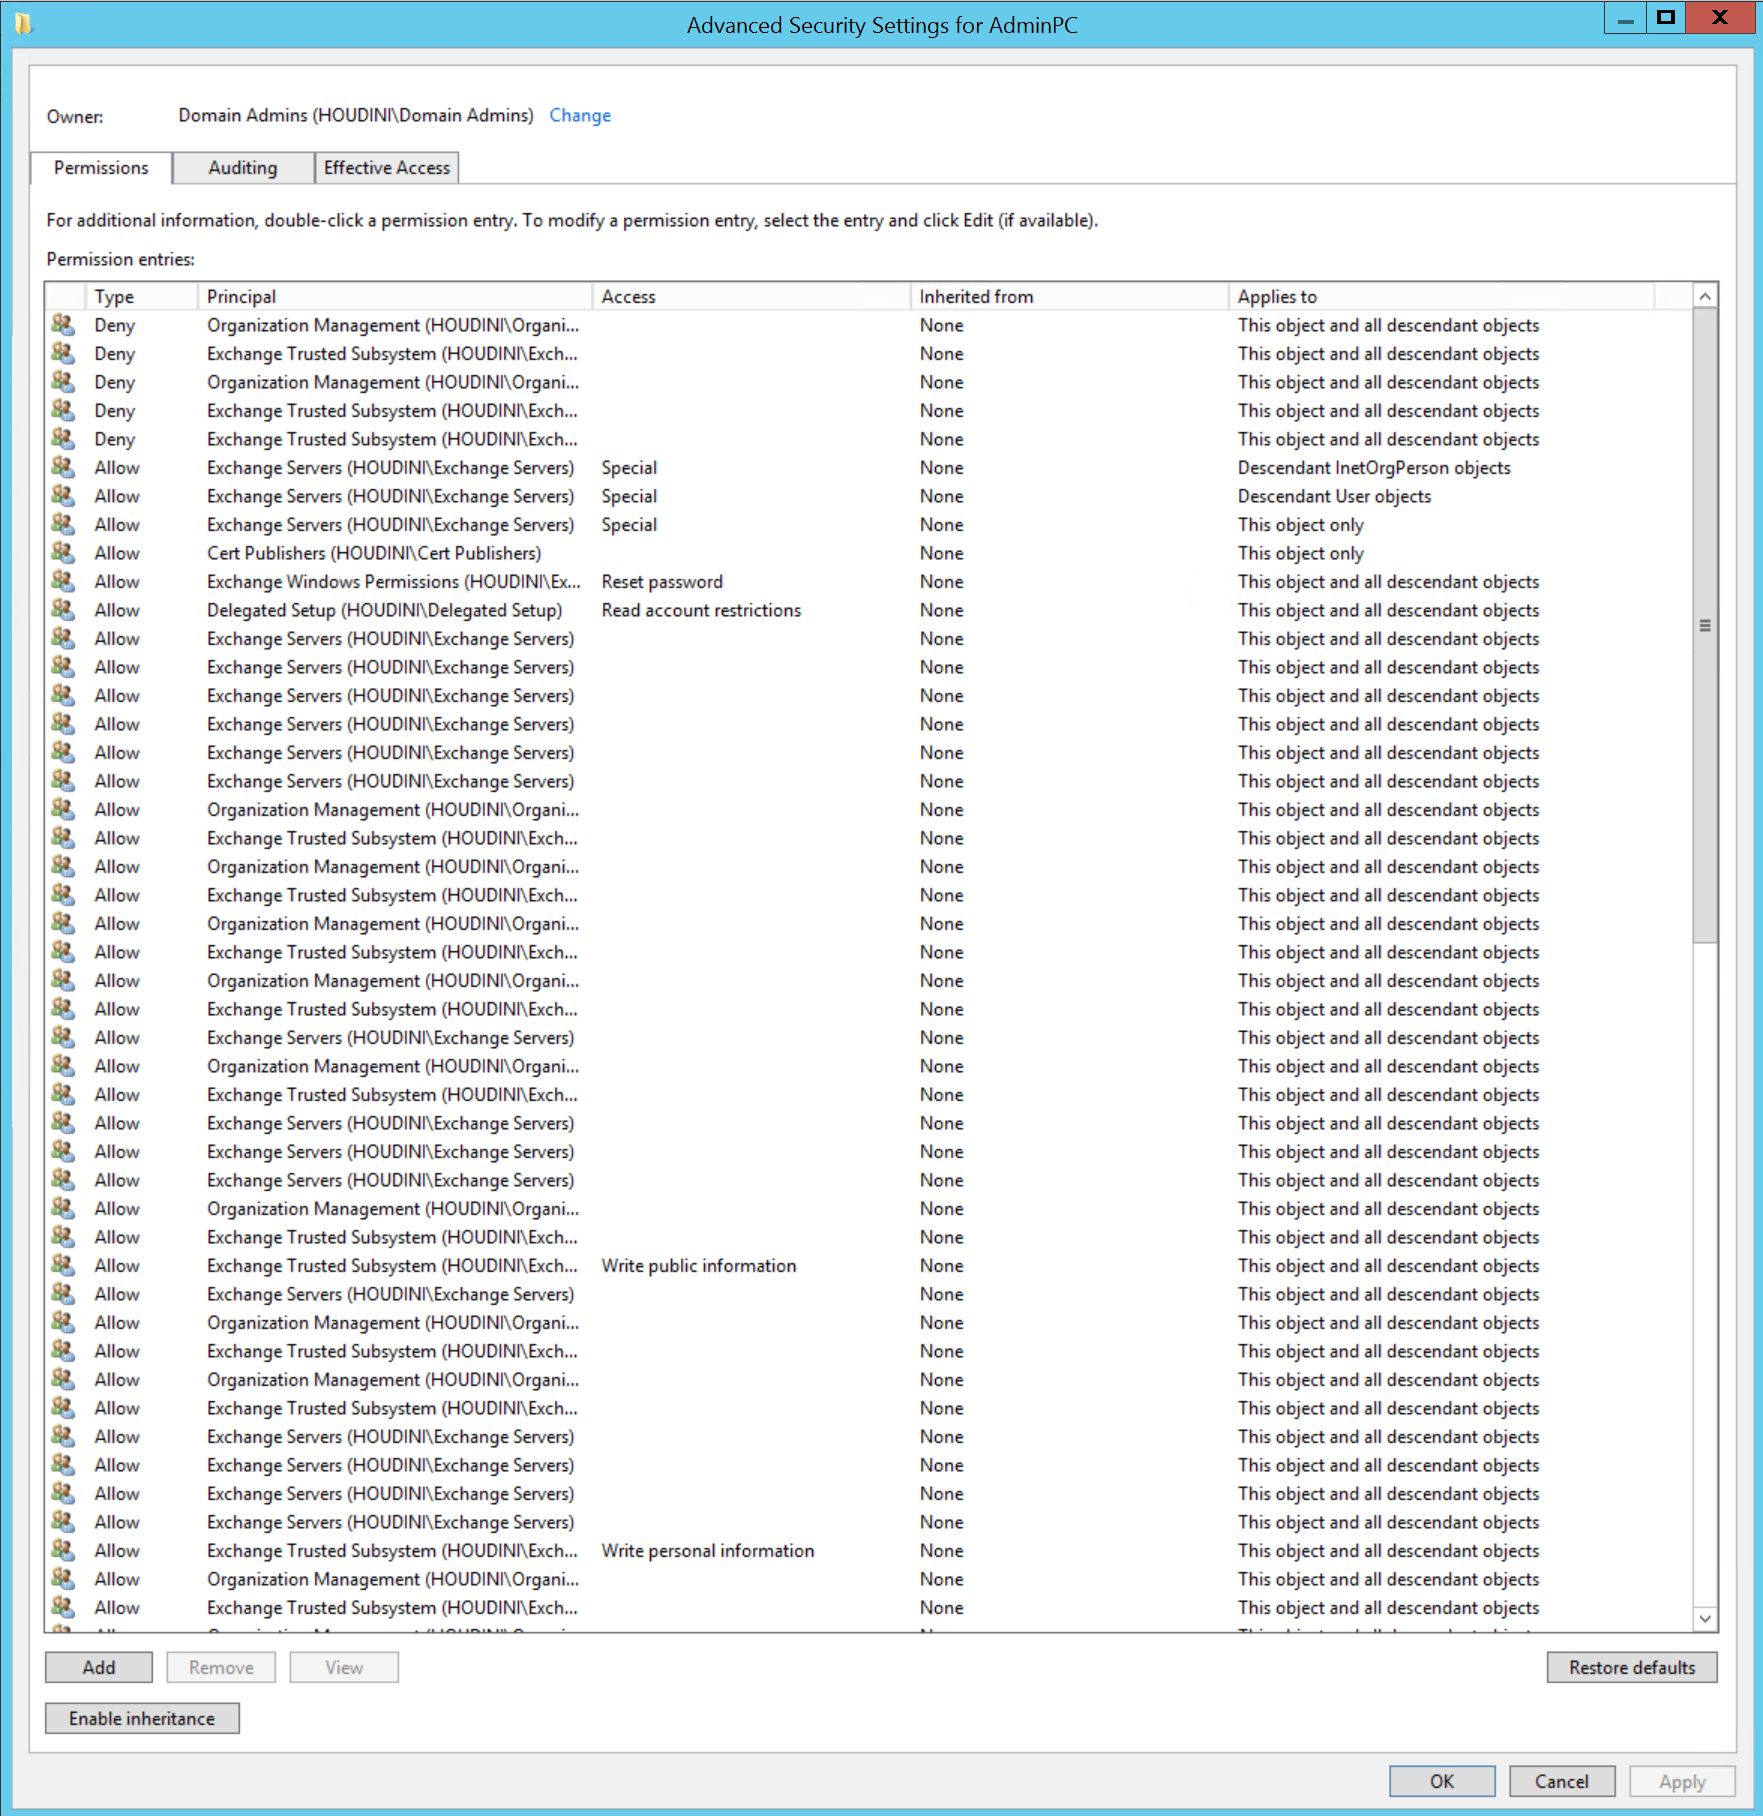 Advanced Security Settings for AdminPC
Owner: Domain Admins (HOUDINI\Domain Admins) Change
Permissions Auditing Effective Access
For additional information, double-click a permission entry. To modify a permission entry, select the entry and click Edit (if available).
Permission entries:
Type Principal Access Inherited from Applies to
Deny Organization Management (HOUDINI\Organi... None This object and all descendant objects
Deny Exchange Trusted Subsystem (HOUDINI\Exch... None This object and all descendant objects
Deny Organization Management (HOUDINI\Organi... None This object and all descendant objects
Deny Exchange Trusted Subsystem (HOUDINI\Exch... None This object and all descendant objects
Deny Exchange Trusted Subsystem (HOUDINI\Exch... None This object and all descendant objects
Allow Exchange Servers (HOUDINI\Exchange Servers) Special None Descendant InetOrgPerson objects
Allow Exchange Servers (HOUDINI\Exchange Servers) Special None Descendant User objects
Allow Exchange Servers (HOUDINI\Exchange Servers) Special None This object only
Allow Cert Publishers (HOUDINI\Cert Publishers) None This object only
Allow Exchange Windows Permissions (HOUDINI\Ex... Reset password None This object and all descendant objects
Allow Delegated Setup (HOUDINI\Delegated Setup) Read account restrictions None This object and all descendant objects
Allow Exchange Servers (HOUDINI\Exchange Servers) None This object and all descendant objects
Allow Exchange Servers (HOUDINI\Exchange Servers) None This object and all descendant objects
Allow Exchange Servers (HOUDINI\Exchange Servers) None This object and all descendant objects
Allow Exchange Servers (HOUDINI\Exchange Servers) None This object and all descendant objects
Allow Exchange Servers (HOUDINI\Exchange Servers) None This object and all descendant objects
Allow Exchange Servers (HOUDINI\Exchange Servers) None This object and all descendant objects
Allow Organization Management (HOUDINI\Organi... None This object and all descendant objects
Allow Exchange Trusted Subsystem (HOUDINI\Exch... None This object and all descendant objects
Allow Organization Management (HOUDINI\Organi... None This object and all descendant objects
Allow Exchange Trusted Subsystem (HOUDINI\Exch... None This object and all descendant objects
Allow Organization Management (HOUDINI\Organi... None This object and all descendant objects
Allow Exchange Trusted Subsystem (HOUDINI\Exch... None This object and all descendant objects
Allow Organization Management (HOUDINI\Organi... None This object and all descendant objects
Allow Exchange Trusted Subsystem (HOUDINI\Exch... None This object and all descendant objects
Allow Exchange Servers (HOUDINI\Exchange Servers) None This object and all descendant objects
Allow Organization Management (HOUDINI\Organi... None This object and all descendant objects
Allow Exchange Trusted Subsystem (HOUDINI\Exch... None This object and all descendant objects
Allow Exchange Servers (HOUDINI\Exchange Servers) None This object and all descendant objects
Allow Exchange Servers (HOUDINI\Exchange Servers) None This object and all descendant objects
Allow Exchange Servers (HOUDINI\Exchange Servers) None This object and all descendant objects
Allow Organization Management (HOUDINI\Organi... None This object and all descendant objects
Allow Exchange Trusted Subsystem (HOUDINI\Exch... None This object and all descendant objects
Allow Exchange Trusted Subsystem (HOUDINI\Exch... Write public information None This object and all descendant objects
Allow Exchange Servers (HOUDINI\Exchange Servers) None This object and all descendant objects
Allow Organization Management (HOUDINI\Organi... None This object and all descendant objects
Allow Exchange Trusted Subsystem (HOUDINI\Exch... None This object and all descendant objects
Allow Organization Management (HOUDINI\Organi... None This object and all descendant objects
Allow Exchange Trusted Subsystem (HOUDINI\Exch... None This object and all descendant objects
Allow Exchange Servers (HOUDINI\Exchange Servers) None This object and all descendant objects
Allow Exchange Servers (HOUDINI\Exchange Servers) None This object and all descendant objects
Allow Exchange Servers (HOUDINI\Exchange Servers) None This object and all descendant objects
Allow Exchange Servers (HOUDINI\Exchange Servers) None This object and all descendant objects
Allow Exchange Trusted Subsystem (HOUDINI\Exch... Write personal information None This object and all descendant objects
Allow Organization Management (HOUDINI\Organi... None This object and all descendant objects
Allow Exchange Trusted Subsystem (HOUDINI\Exch... None This object and all descendant objects
Add Remove View Restore defaults
Enable inheritance
OK Cancel Apply